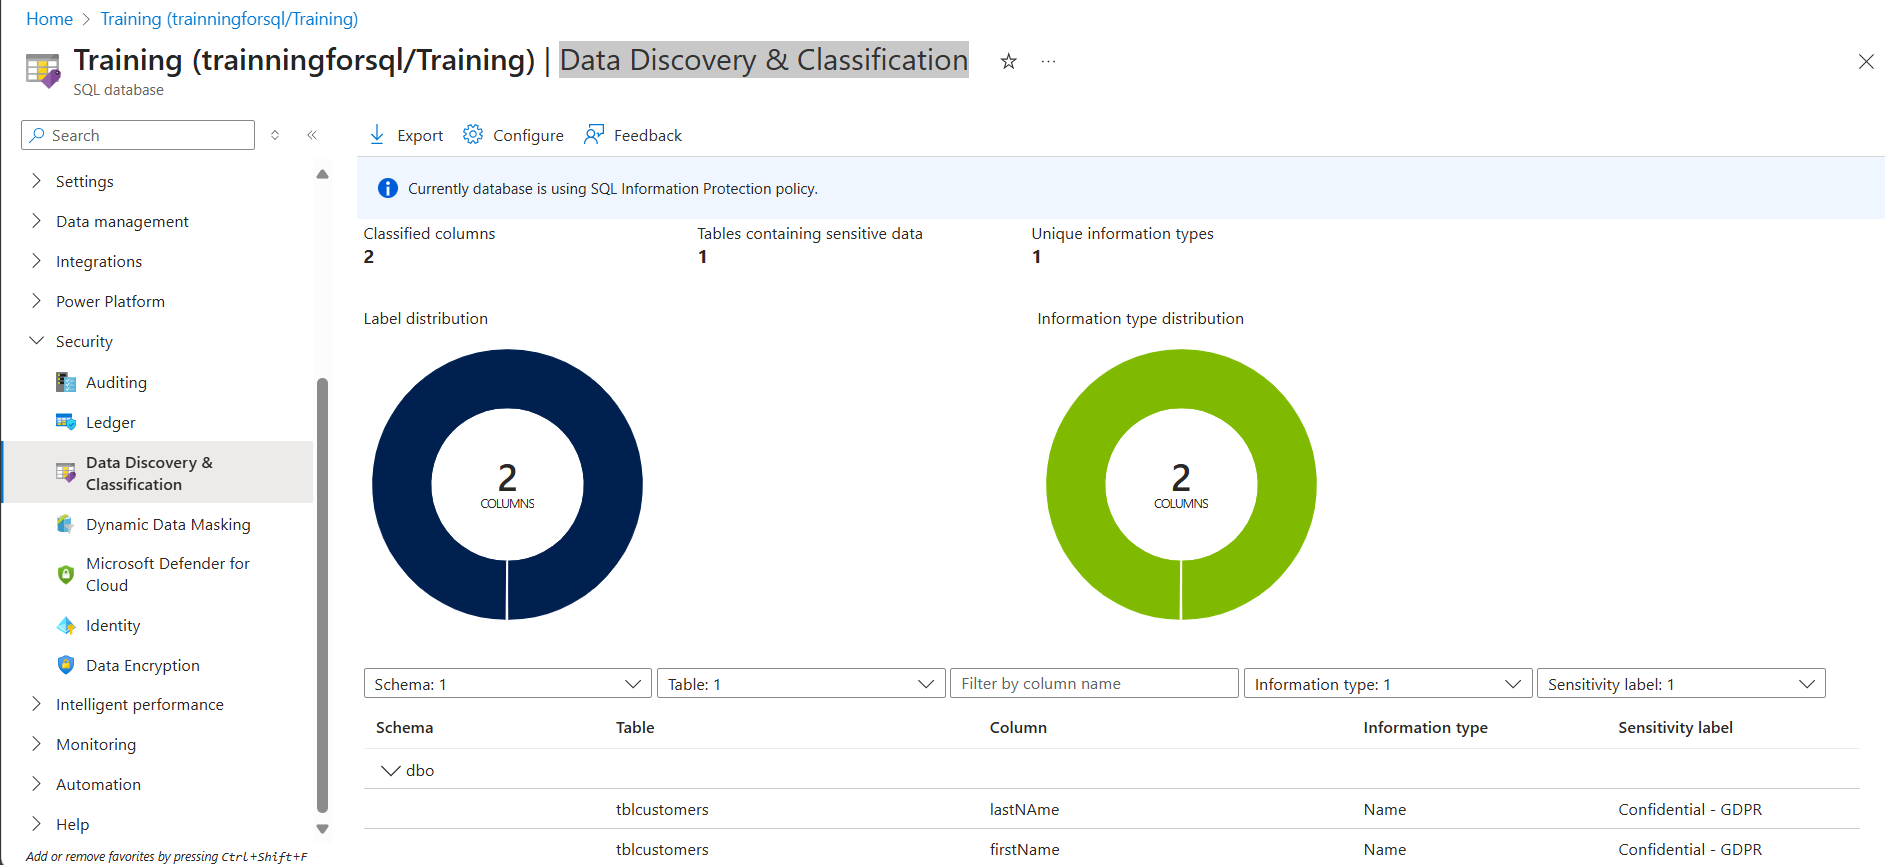 Home > Training (trainningforsql/Training)
Training (trainningforsql/Training) | Data Discovery & Classification
SQL database
Search
Settings
Data management
Integrations
Power Platform
Security
Auditing
Ledger
Data Discovery &
Classification
Dynamic Data Masking
Microsoft Defender for
Cloud
Identity
Data Encryption
Intelligent performance
Monitoring
Automation
Help
Add or remove favorites by pressing Ctrl+Shift+F
Export Configure Feedback
Currently database is using SQL Information Protection policy.
Classified columns Tables containing sensitive data Unique information types
2 1 1
Label distribution Information type distribution
2 2
COLUMNS COLUMNS
Schema: 1 Table: 1 Filter by column name Information type: 1 Sensitivity label: 1
Schema Table Column Information type Sensitivity label
dbo
tblcustomers lastNAme Name Confidential - GDPR
tblcustomers firstName Name Confidential - GDPR